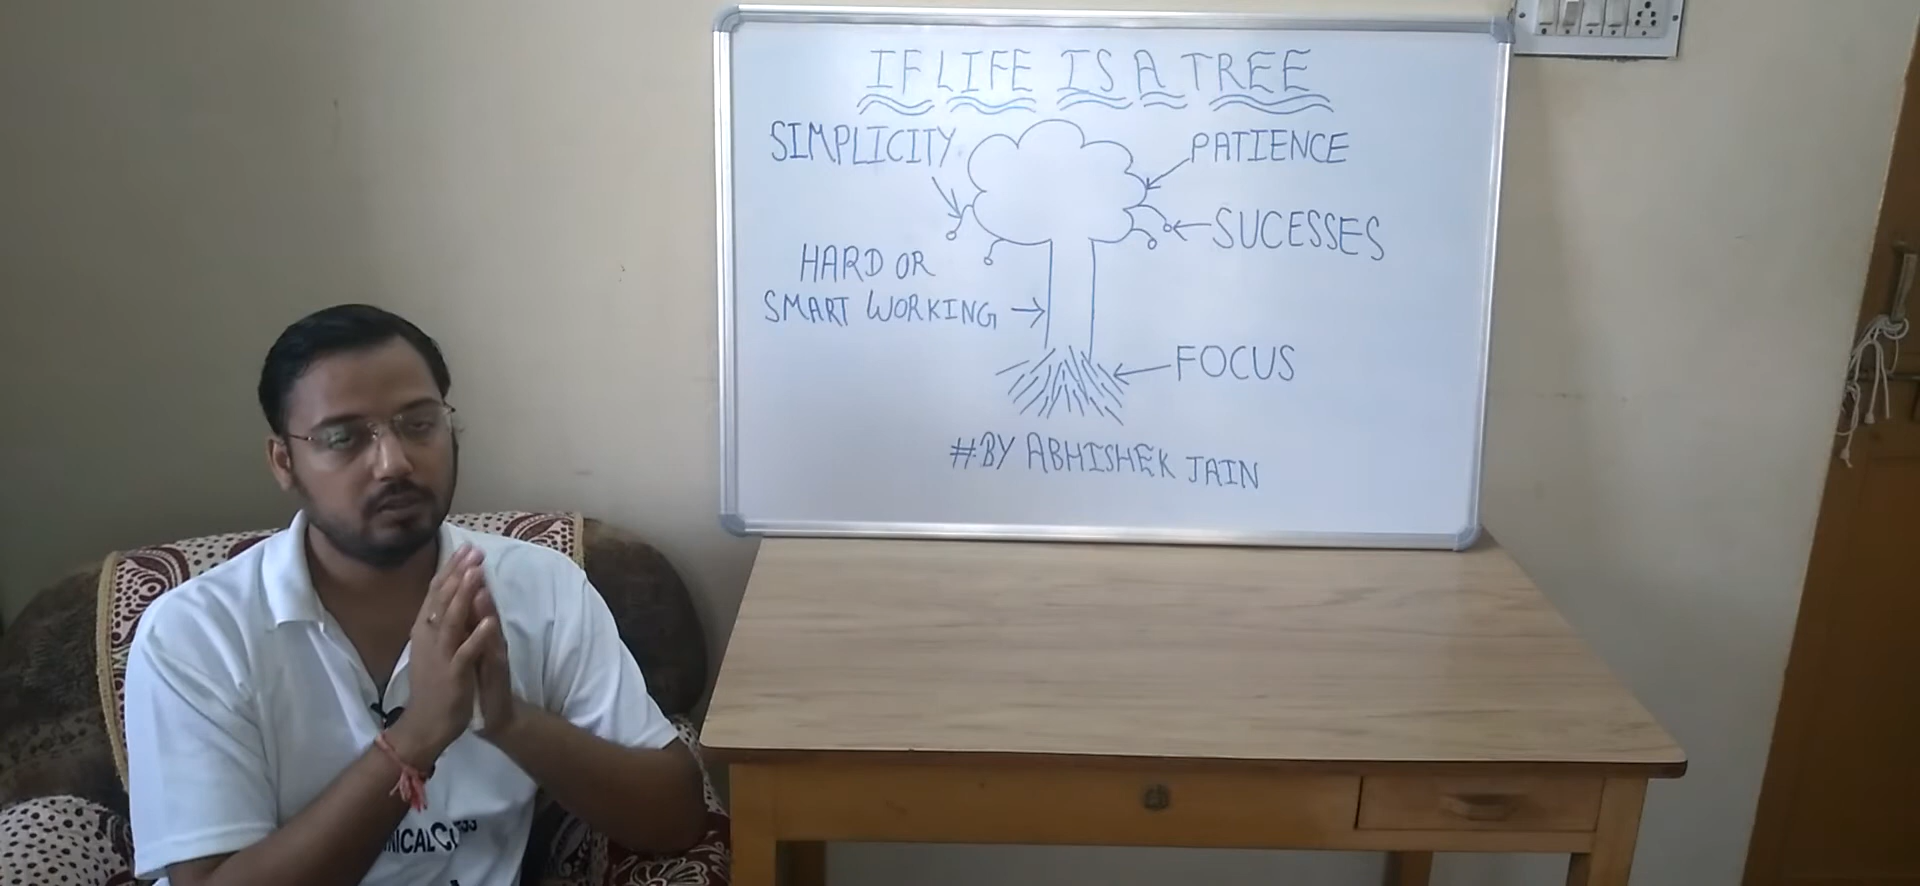 IF LIFE IS A TREE
SIMPLICITY
PATIENCE
SUCESSES
HARD OR
SMART WORKING
FOCUS
#BY ABHISHEK JAIN